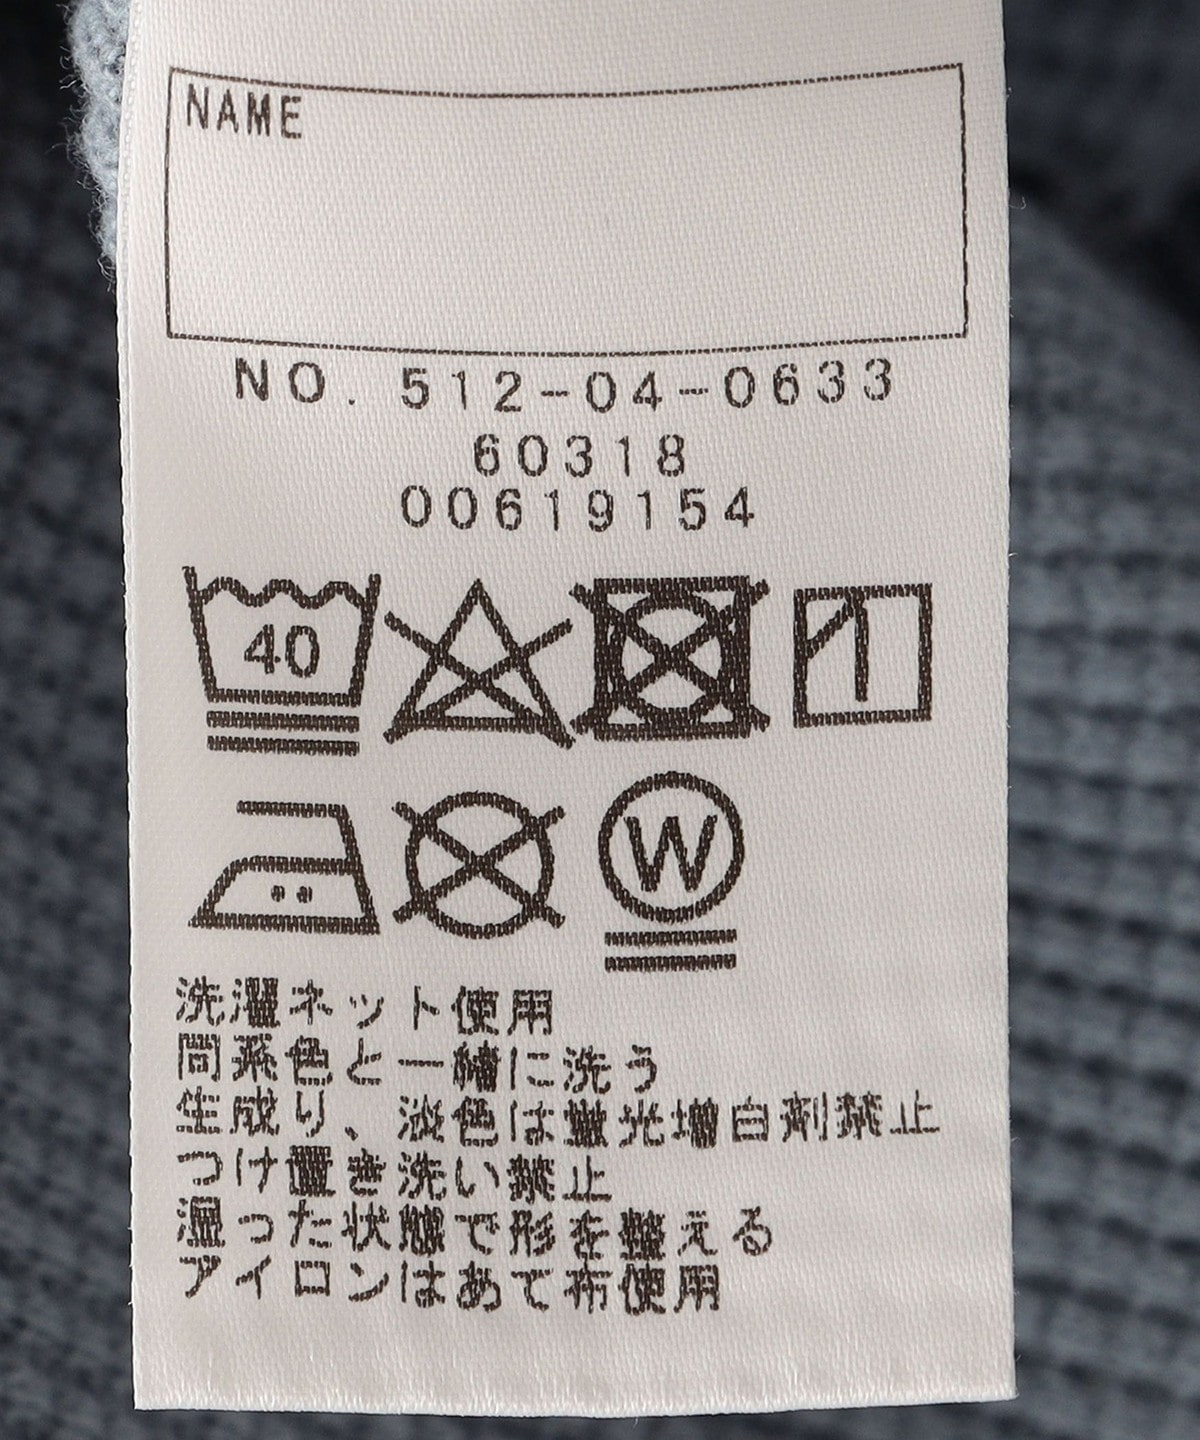 NAME
NO. 512-04-0633
60318
00619154
40
W
洗濯ネット使用
同系色と一緒に洗う
生成り、淡色は蛍光増白剤禁止
つけ置き洗い禁止
湿った状態で形を整える
アイロンはあて布使用